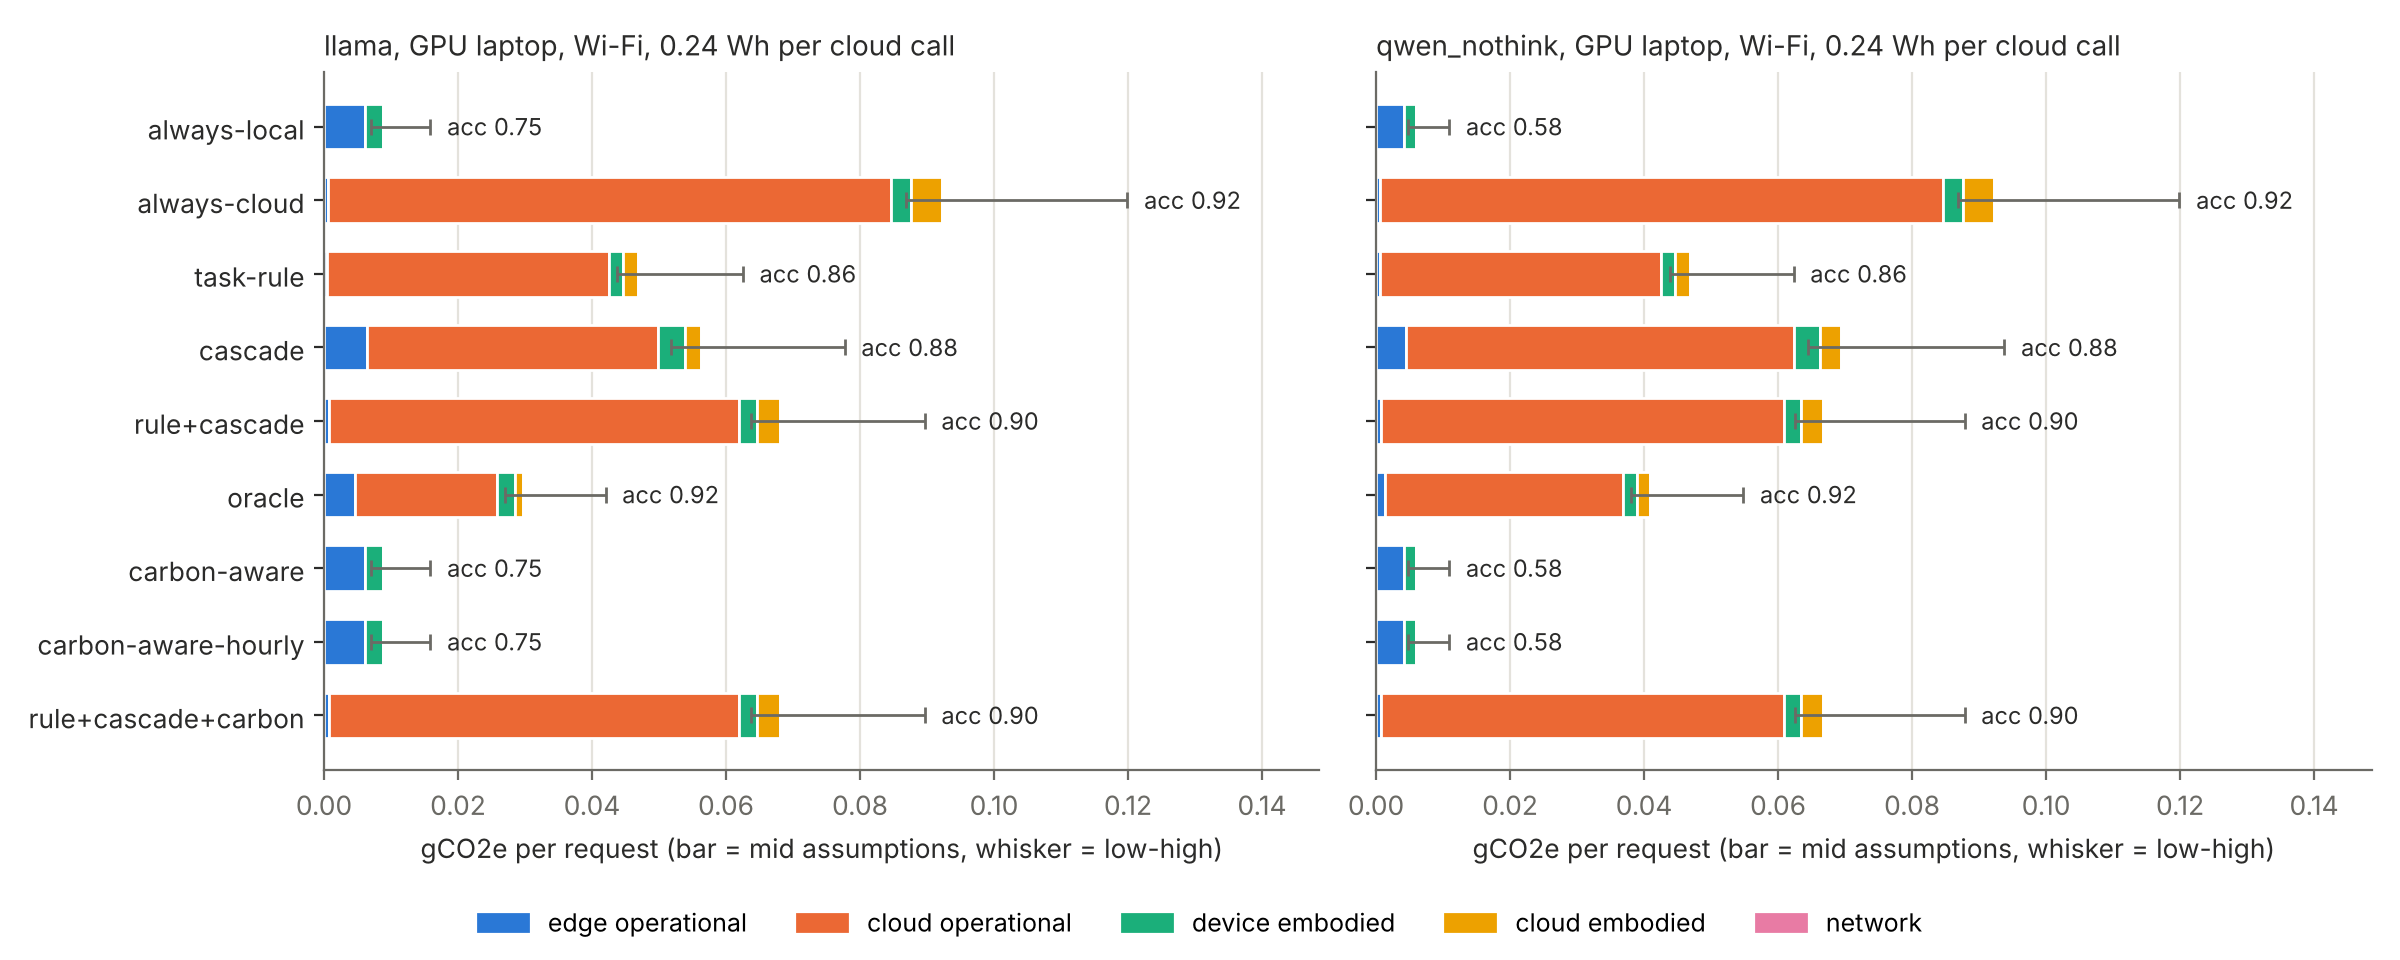 llama, GPU laptop, Wi-Fi, 0.24 Wh per cloud call
always-local
acc 0.75
always-cloud
acc 0.92
task-rule
acc 0.86
cascade
acc 0.88
rule+cascade
acc 0.90
oracle
acc 0.92
carbon-aware
acc 0.75
carbon-aware-hourly
acc 0.75
rule+cascade+carbon
acc 0.90
0.00 0.02 0.04 0.06 0.08 0.10 0.12 0.14
gCO2e per request (bar = mid assumptions, whisker = low-high)
qwen_nothink, GPU laptop, Wi-Fi, 0.24 Wh per cloud call
acc 0.58
acc 0.92
acc 0.86
acc 0.88
acc 0.90
acc 0.92
acc 0.58
acc 0.58
acc 0.90
0.00 0.02 0.04 0.06 0.08 0.10 0.12 0.14
gCO2e per request (bar = mid assumptions, whisker = low-high)
edge operational cloud operational device embodied cloud embodied network